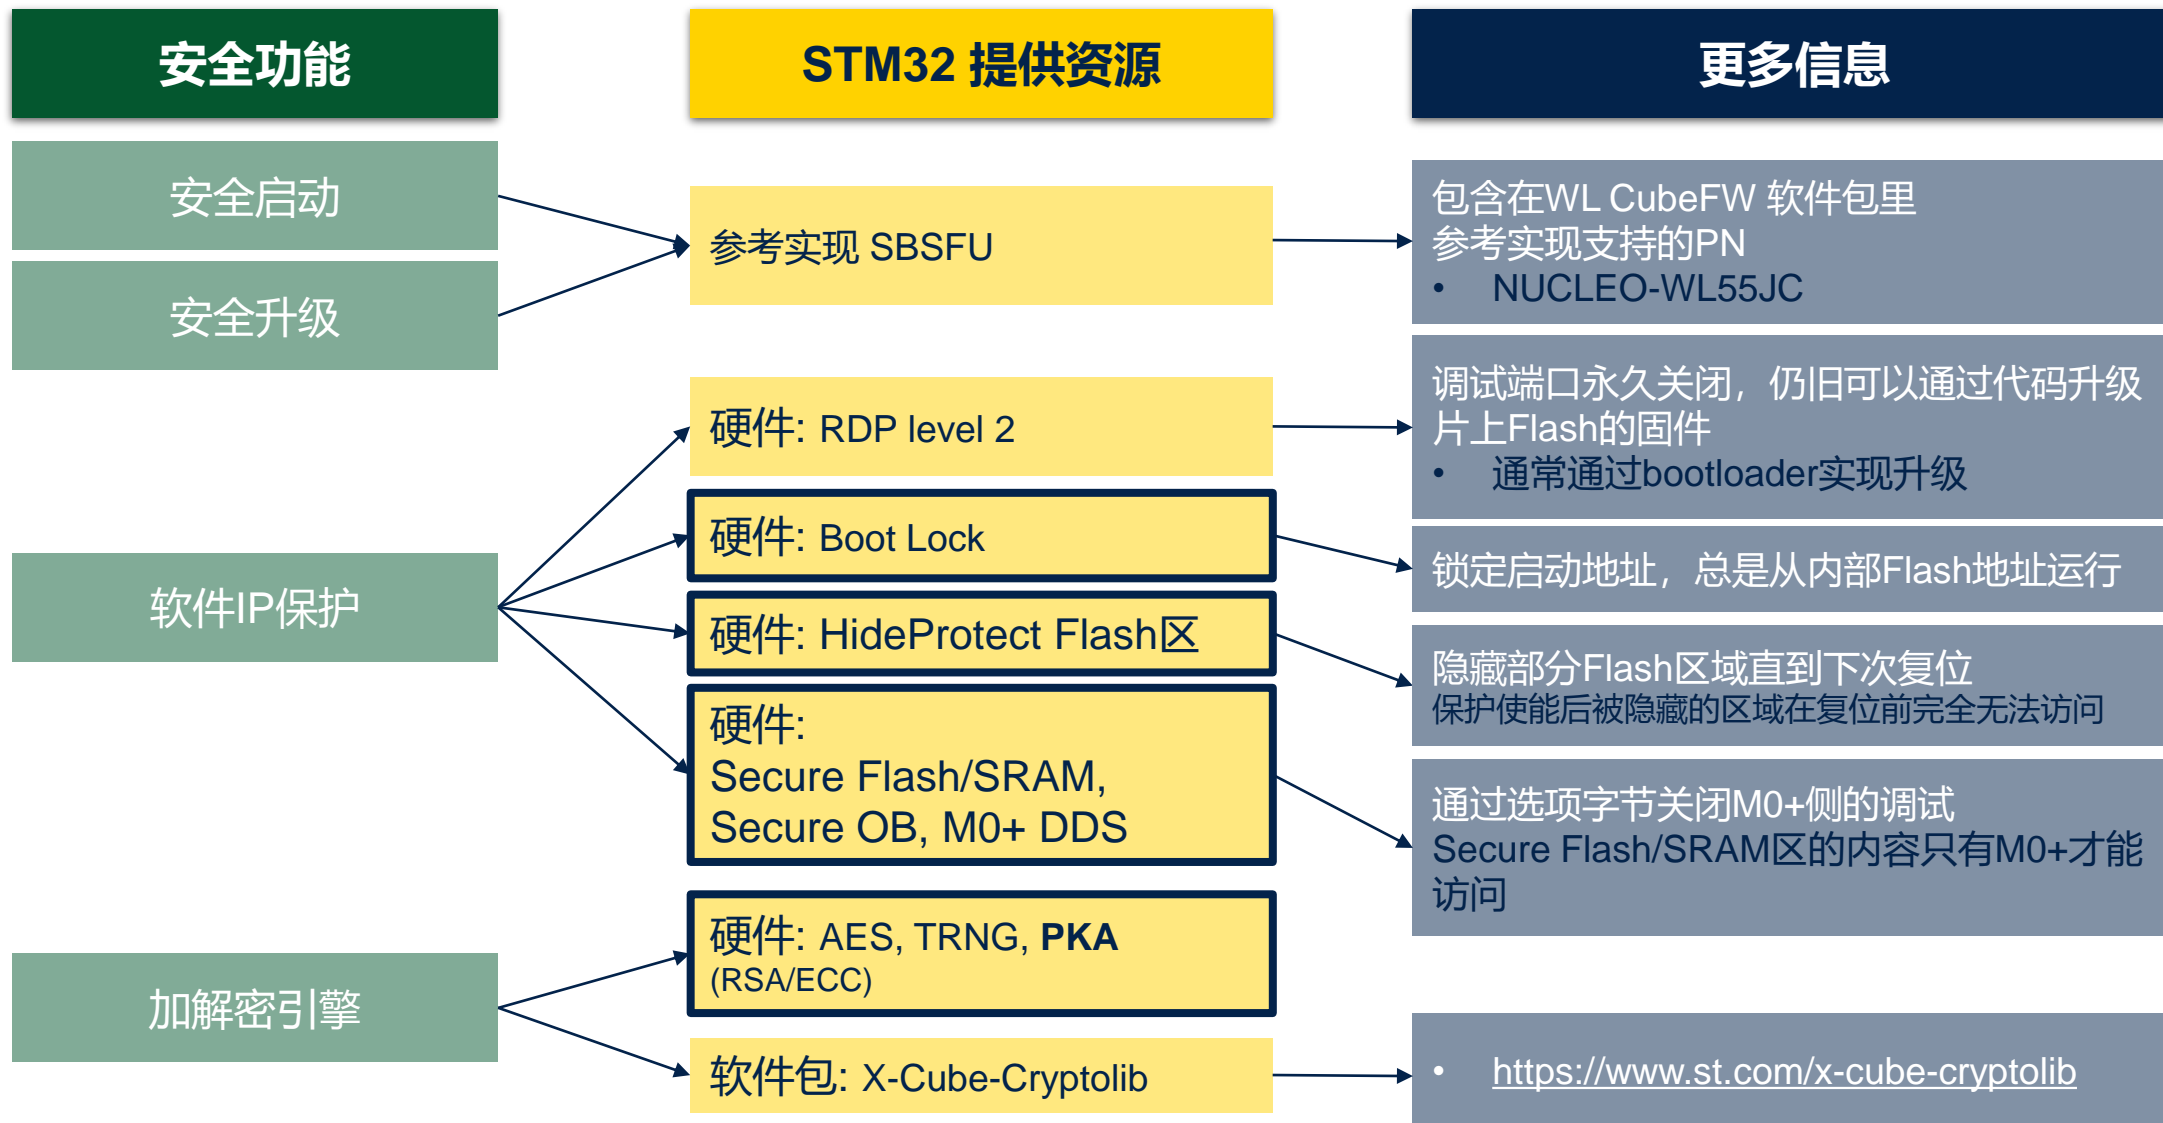 安全功能
STM32 提供资源
更多信息
安全启动
安全升级
参考实现 SBSFU
包含在WL CubeFW 软件包里
参考实现支持的PN
• NUCLEO-WL55JC
软件IP保护
硬件: RDP level 2
调试端口永久关闭，仍旧可以通过代码升级
片上Flash的固件
• 通常通过bootloader实现升级
硬件: Boot Lock
锁定启动地址，总是从内部Flash地址运行
硬件: HideProtect Flash区
隐藏部分Flash区域直到下次复位
保护使能后被隐藏的区域在复位前完全无法访问
硬件:
Secure Flash/SRAM,
Secure OB, M0+ DDS
通过选项字节关闭M0+侧的调试
Secure Flash/SRAM区的内容只有M0+才能
访问
加解密引擎
硬件: AES, TRNG, PKA
(RSA/ECC)
软件包: X-Cube-Cryptolib
• https://www.st.com/x-cube-cryptolib